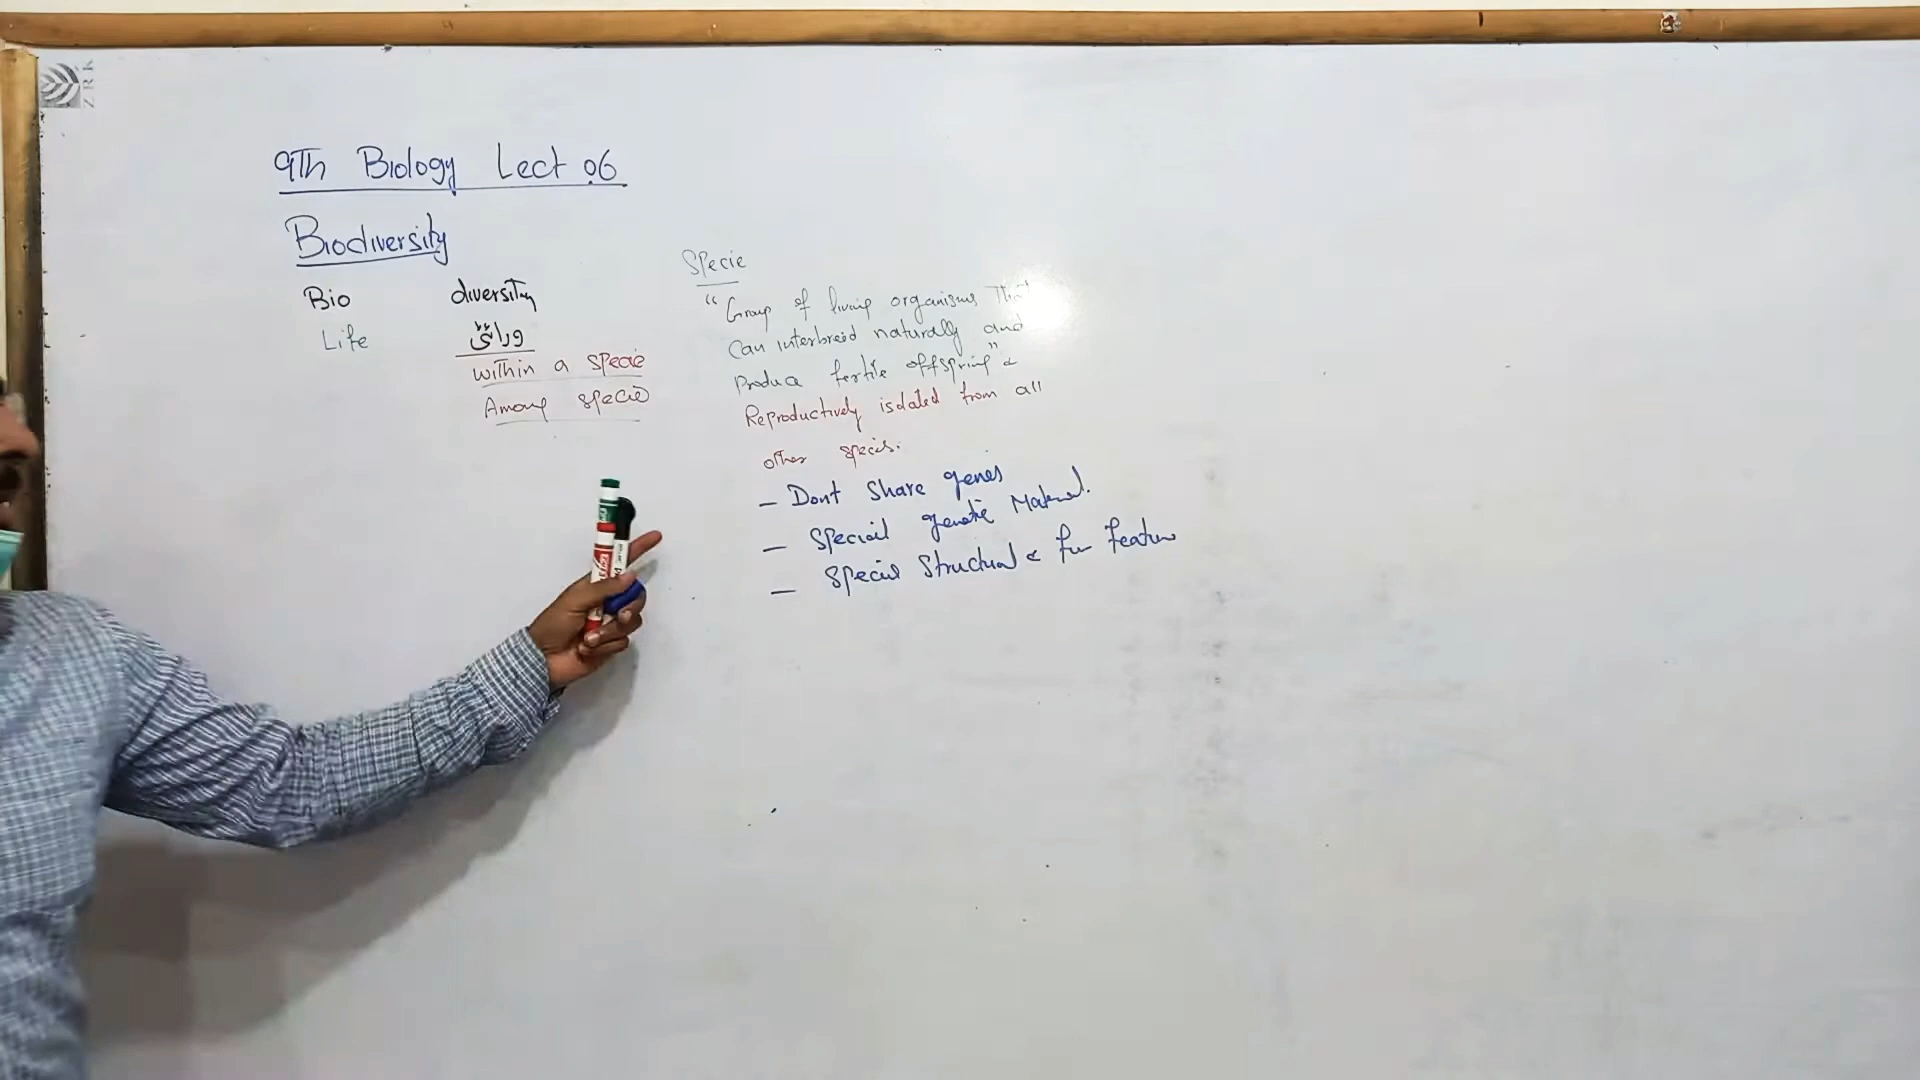 ZRK
9Th Biology Lect 06
Biodiversity
Bio diversity
Life ورائٹی
within a specie
Among specie
Specie
"Group of living organisms That
Can interbreed naturally and
Produce fertile offspring" &
Reproductively isolated from all
other species.
– Dont Share genes
– Special genetic Material.
– Special Structural & fun feature